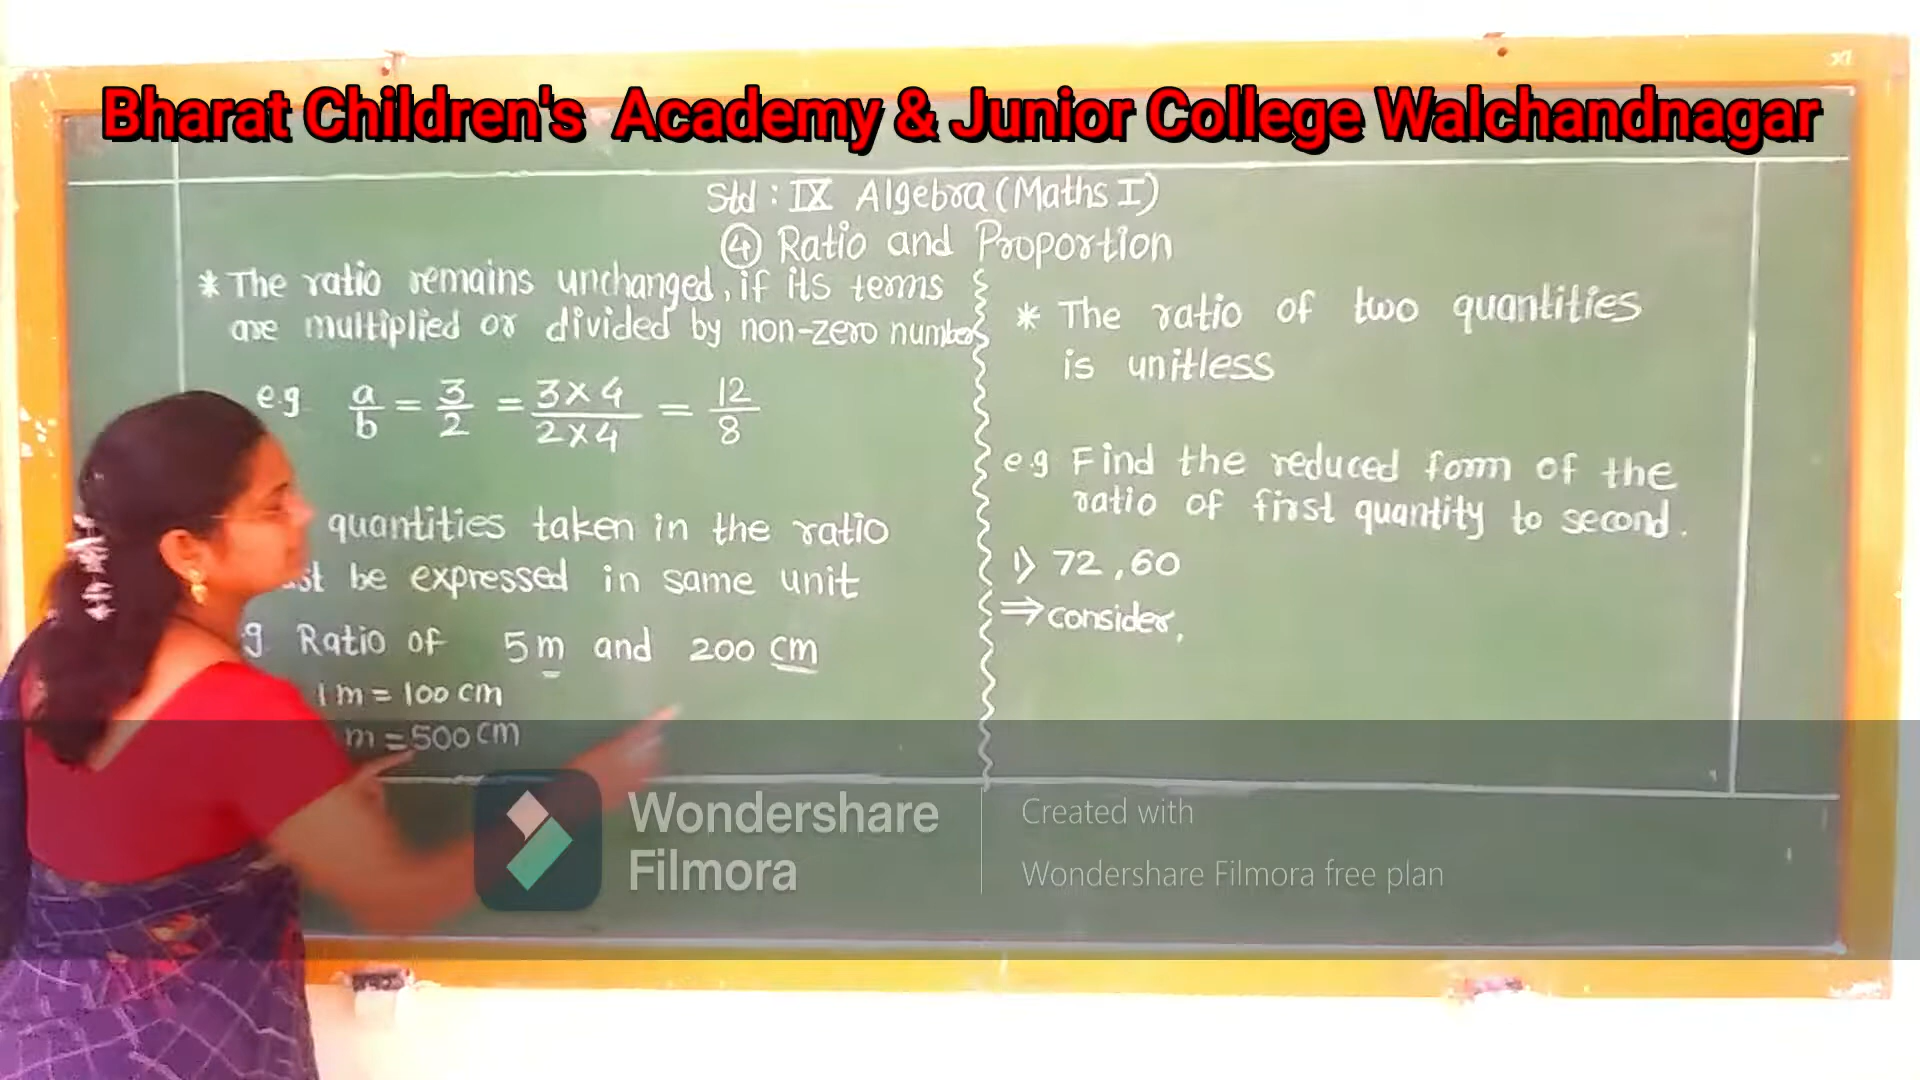 Bharat Children's Academy & Junior College Walchandnagar
Std : IX Algebra (Maths I)
④ Ratio and Proportion
* The ratio remains unchanged, if its terms
are multiplied or divided by non-zero number
e.g. a/b = 3/2 = 3×4/2×4 = 12/8
quantities taken in the ratio
be expressed in same unit
Ratio of 5 m and 200 cm
1 m = 100 cm
m = 500 cm
* The ratio of two quantities
is unitless
e.g Find the reduced form of the
ratio of first quantity to second.
1) 72, 60
⇒ consider,
Wondershare
Filmora
Created with
Wondershare Filmora free plan